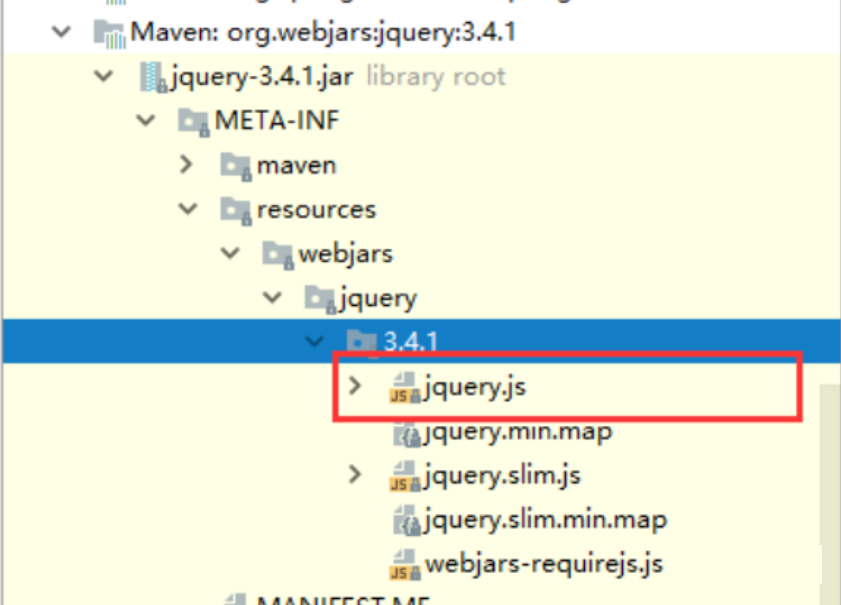 Maven: org.webjars:jquery:3.4.1
jquery-3.4.1.jar library root
META-INF
maven
resources
webjars
jquery
3.4.1
jquery.js
jquery.min.map
jquery.slim.js
jquery.slim.min.map
webjars-requirejs.js
MANIFEST.MF